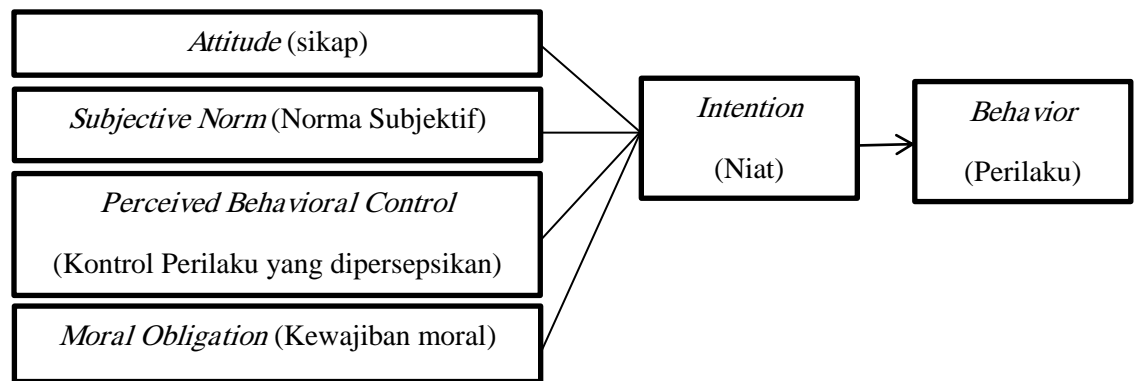 Attitude (sikap)
Subjective Norm (Norma Subjektif)
Perceived Behavioral Control
(Kontrol Perilaku yang dipersepsikan)
Moral Obligation (Kewajiban moral)
Intention
(Niat)
Behavior
(Perilaku)